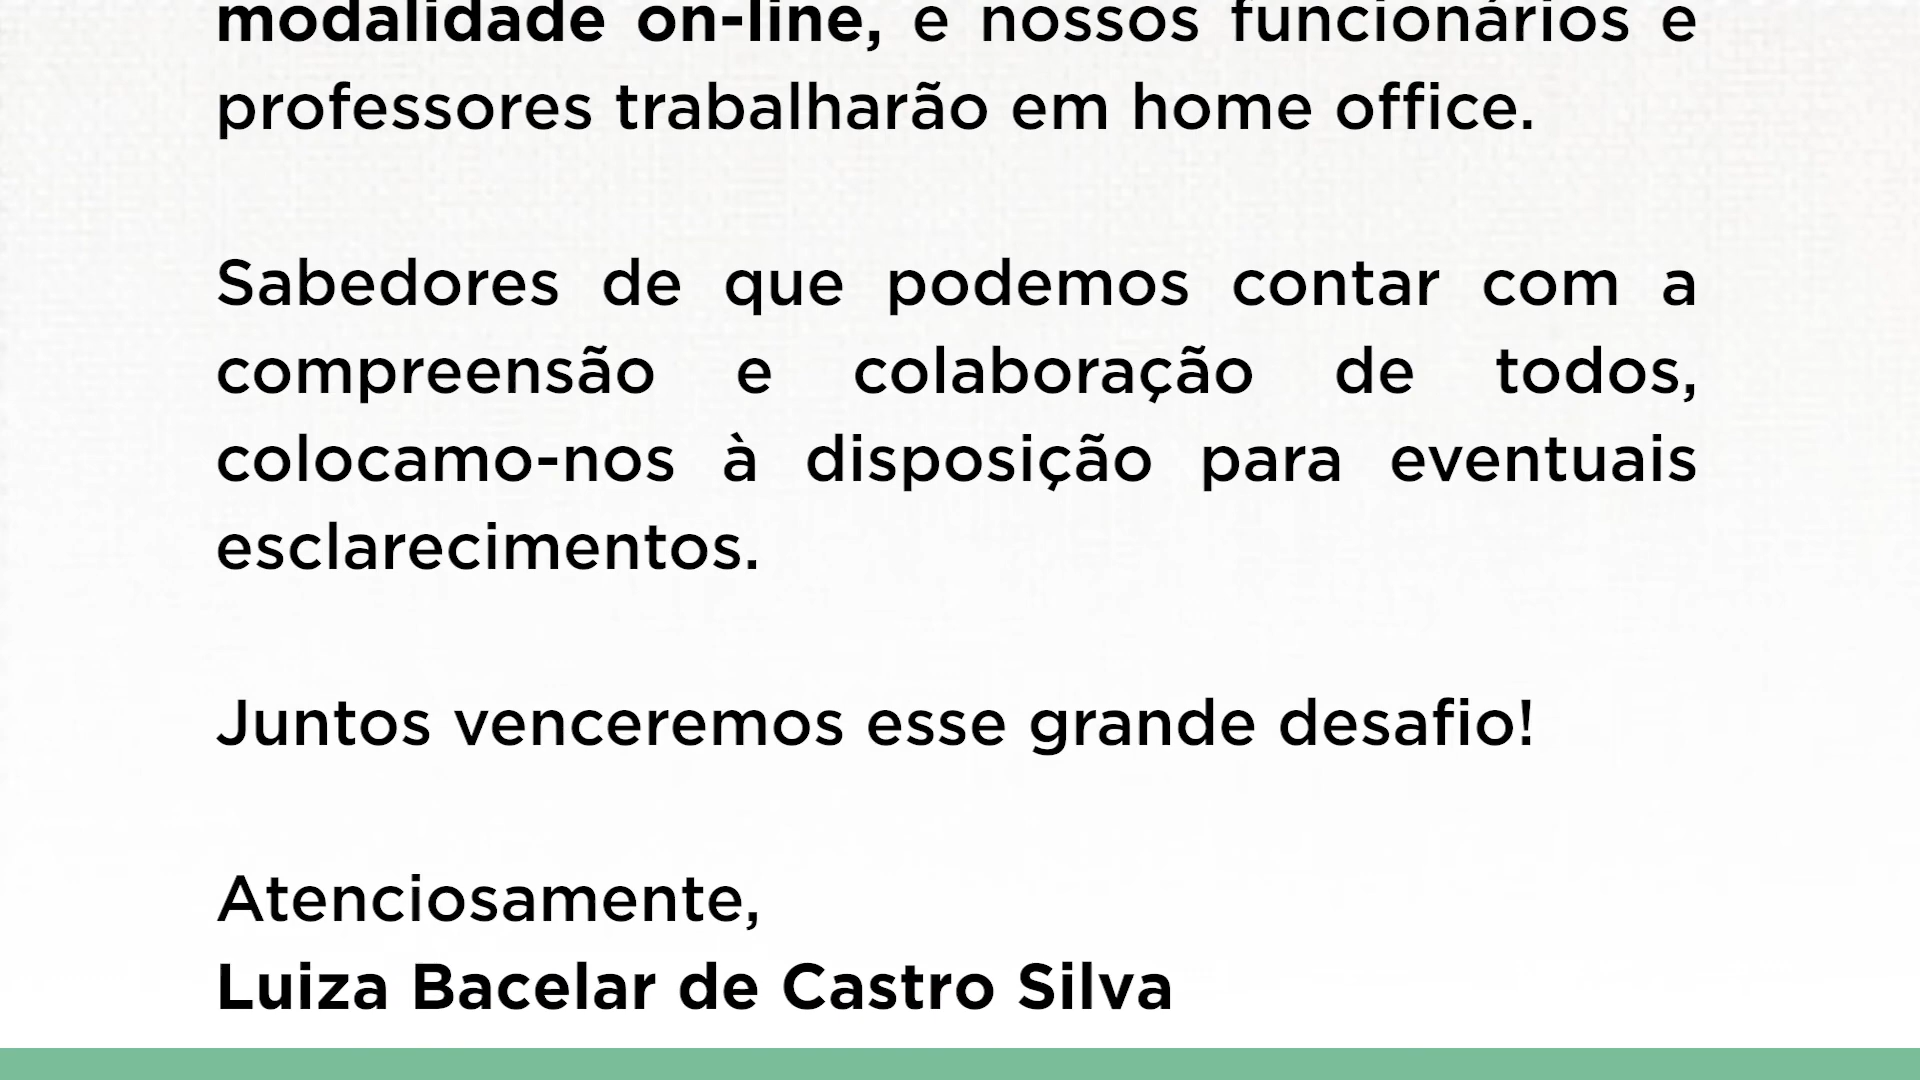 modalidade on-line, e nossos funcionários e
professores trabalharão em home office.
Sabedores de que podemos contar com a
compreensão e colaboração de todos,
colocamo-nos à disposição para eventuais
esclarecimentos.
Juntos venceremos esse grande desafio!
Atenciosamente,
Luiza Bacelar de Castro Silva